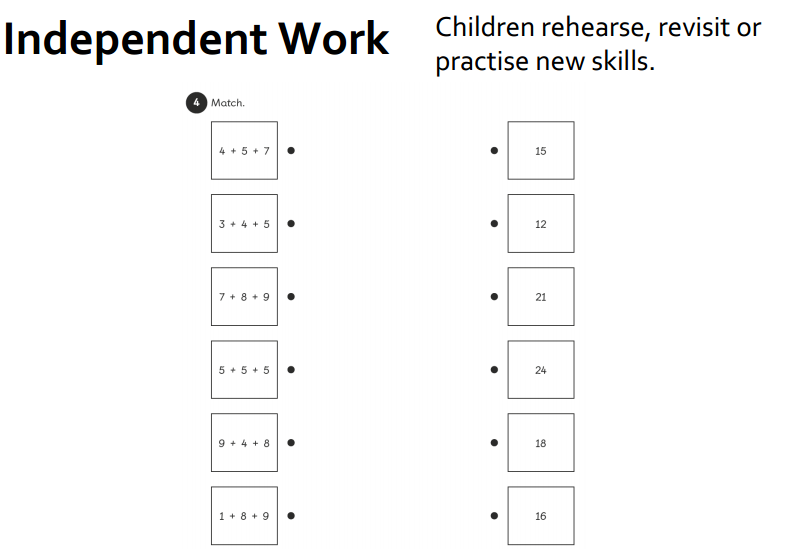 Independent Work
Children rehearse, revisit or
practise new skills.
4 Match.
4 + 5 + 7
15
3 + 4 + 5
12
7 + 8 + 9
21
5 + 5 + 5
24
9 + 4 + 8
18
1 + 8 + 9
16